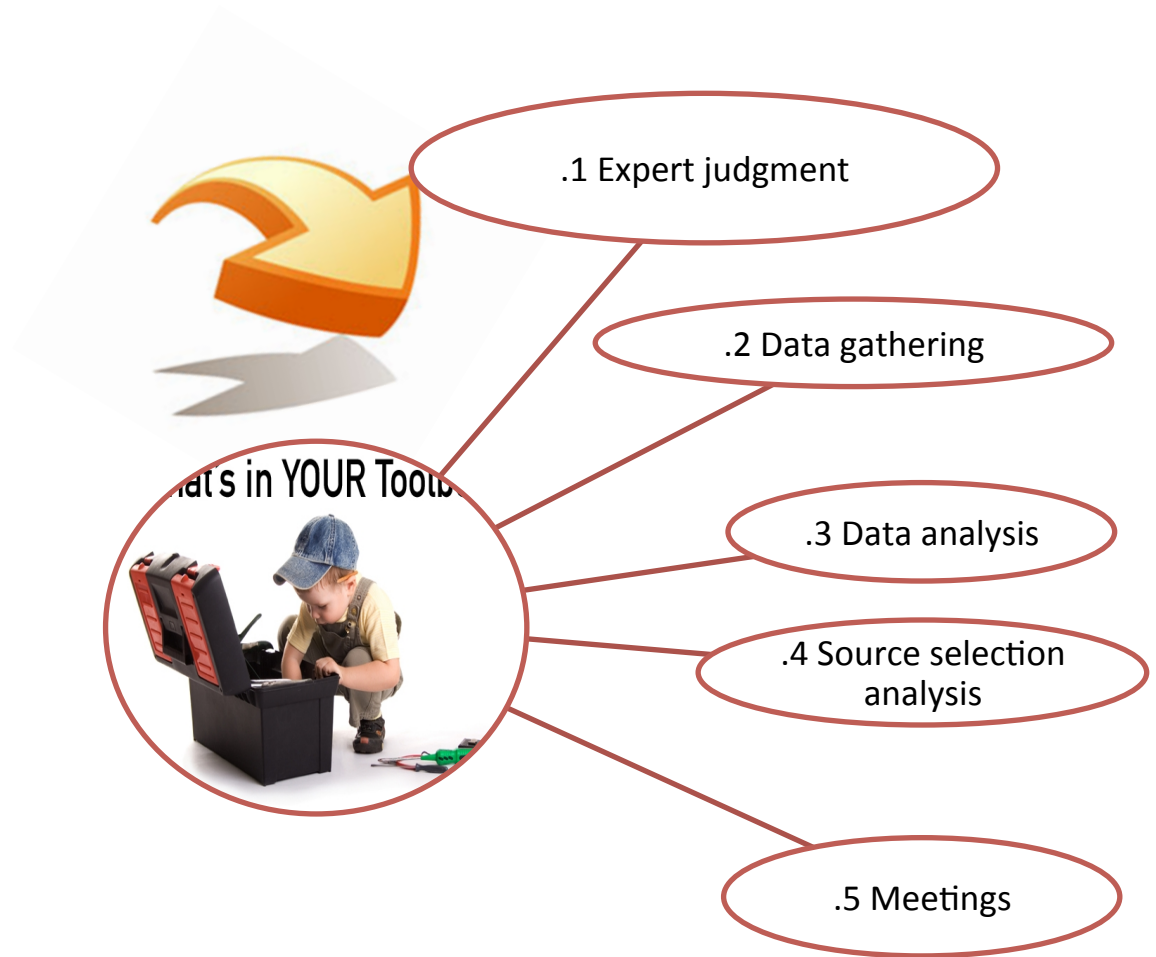 .1 Expert judgment
.2 Data gathering
's in YOUR
.3 Data analysis
.4 Source selection
analysis
.5 Meetings